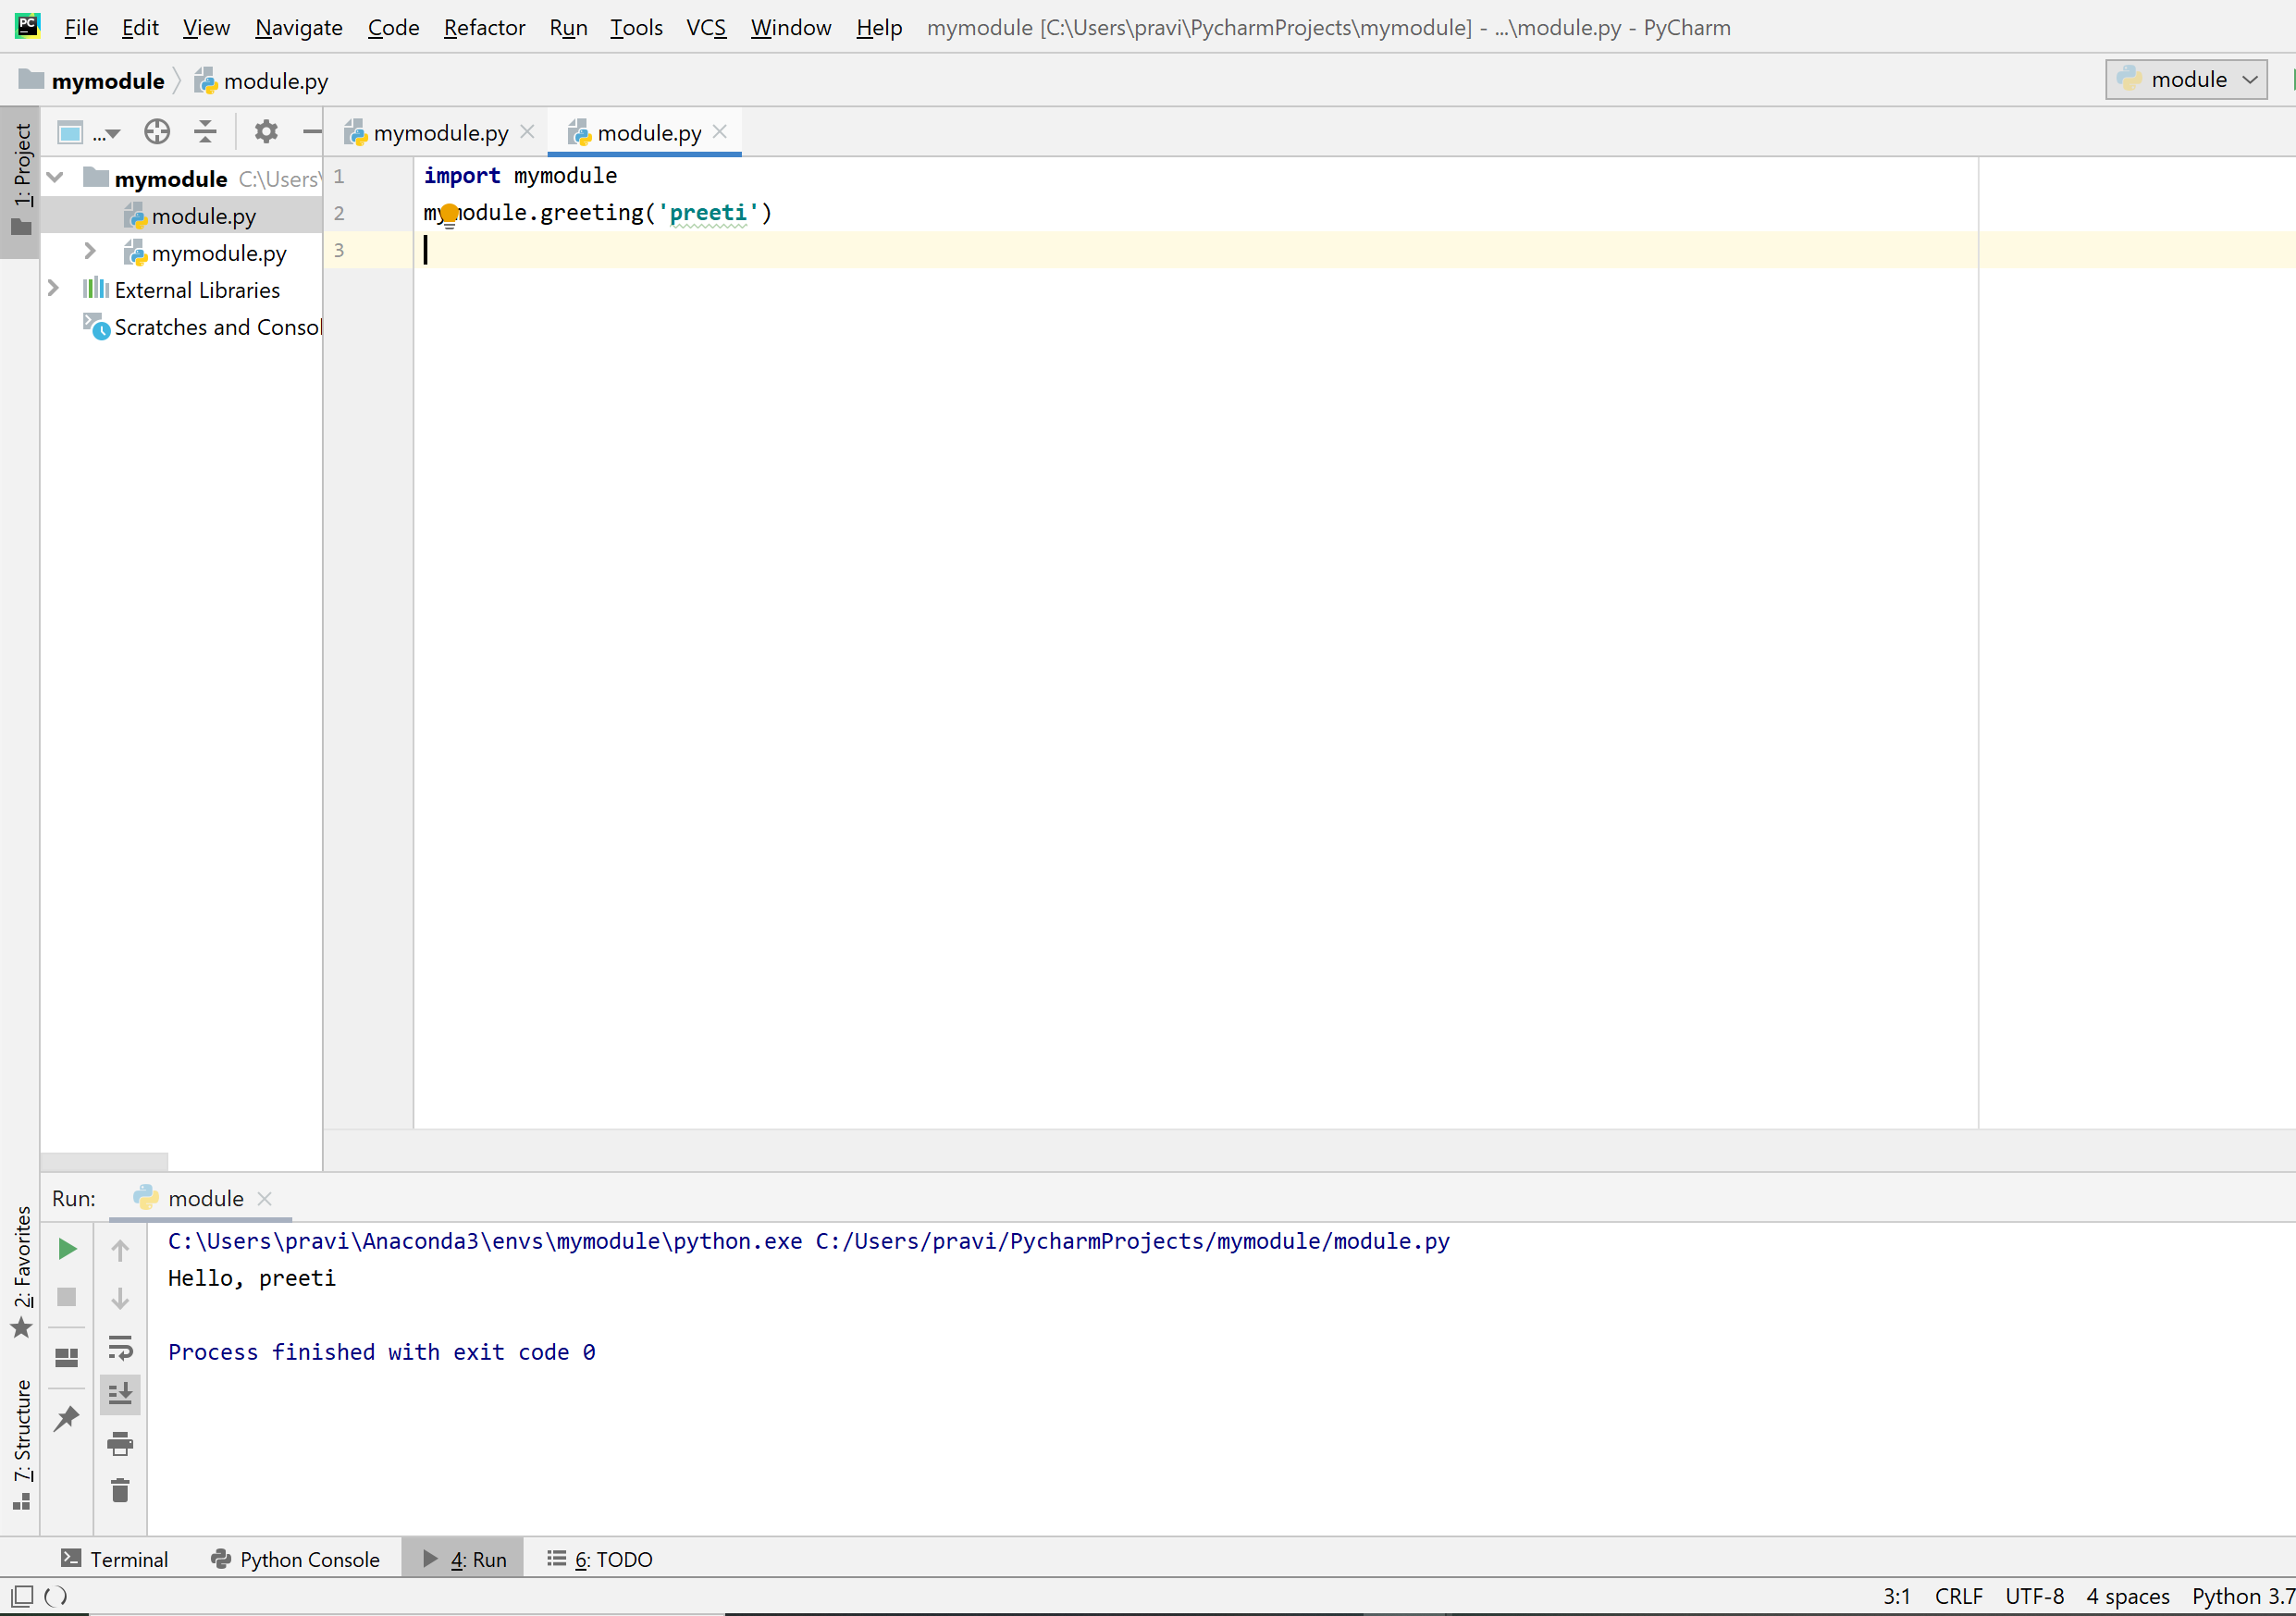 PC File Edit View Navigate Code Refactor Run Tools VCS Window Help mymodule [C:\Users\pravi\PycharmProjects\mymodule] - ...\module.py - PyCharm
mymodule module.py module
1: Project
...
mymodule.py module.py
mymodule C:\Users\
module.py
mymodule.py
External Libraries
Scratches and Consol
1 import mymodule
2 mymodule.greeting('preeti')
3
2: Favorites
7: Structure
Run: module
C:\Users\pravi\Anaconda3\envs\mymodule\python.exe C:/Users/pravi/PycharmProjects/mymodule/module.py
Hello, preeti
Process finished with exit code 0
Terminal Python Console 4: Run 6: TODO
3:1 CRLF UTF-8 4 spaces Python 3.7